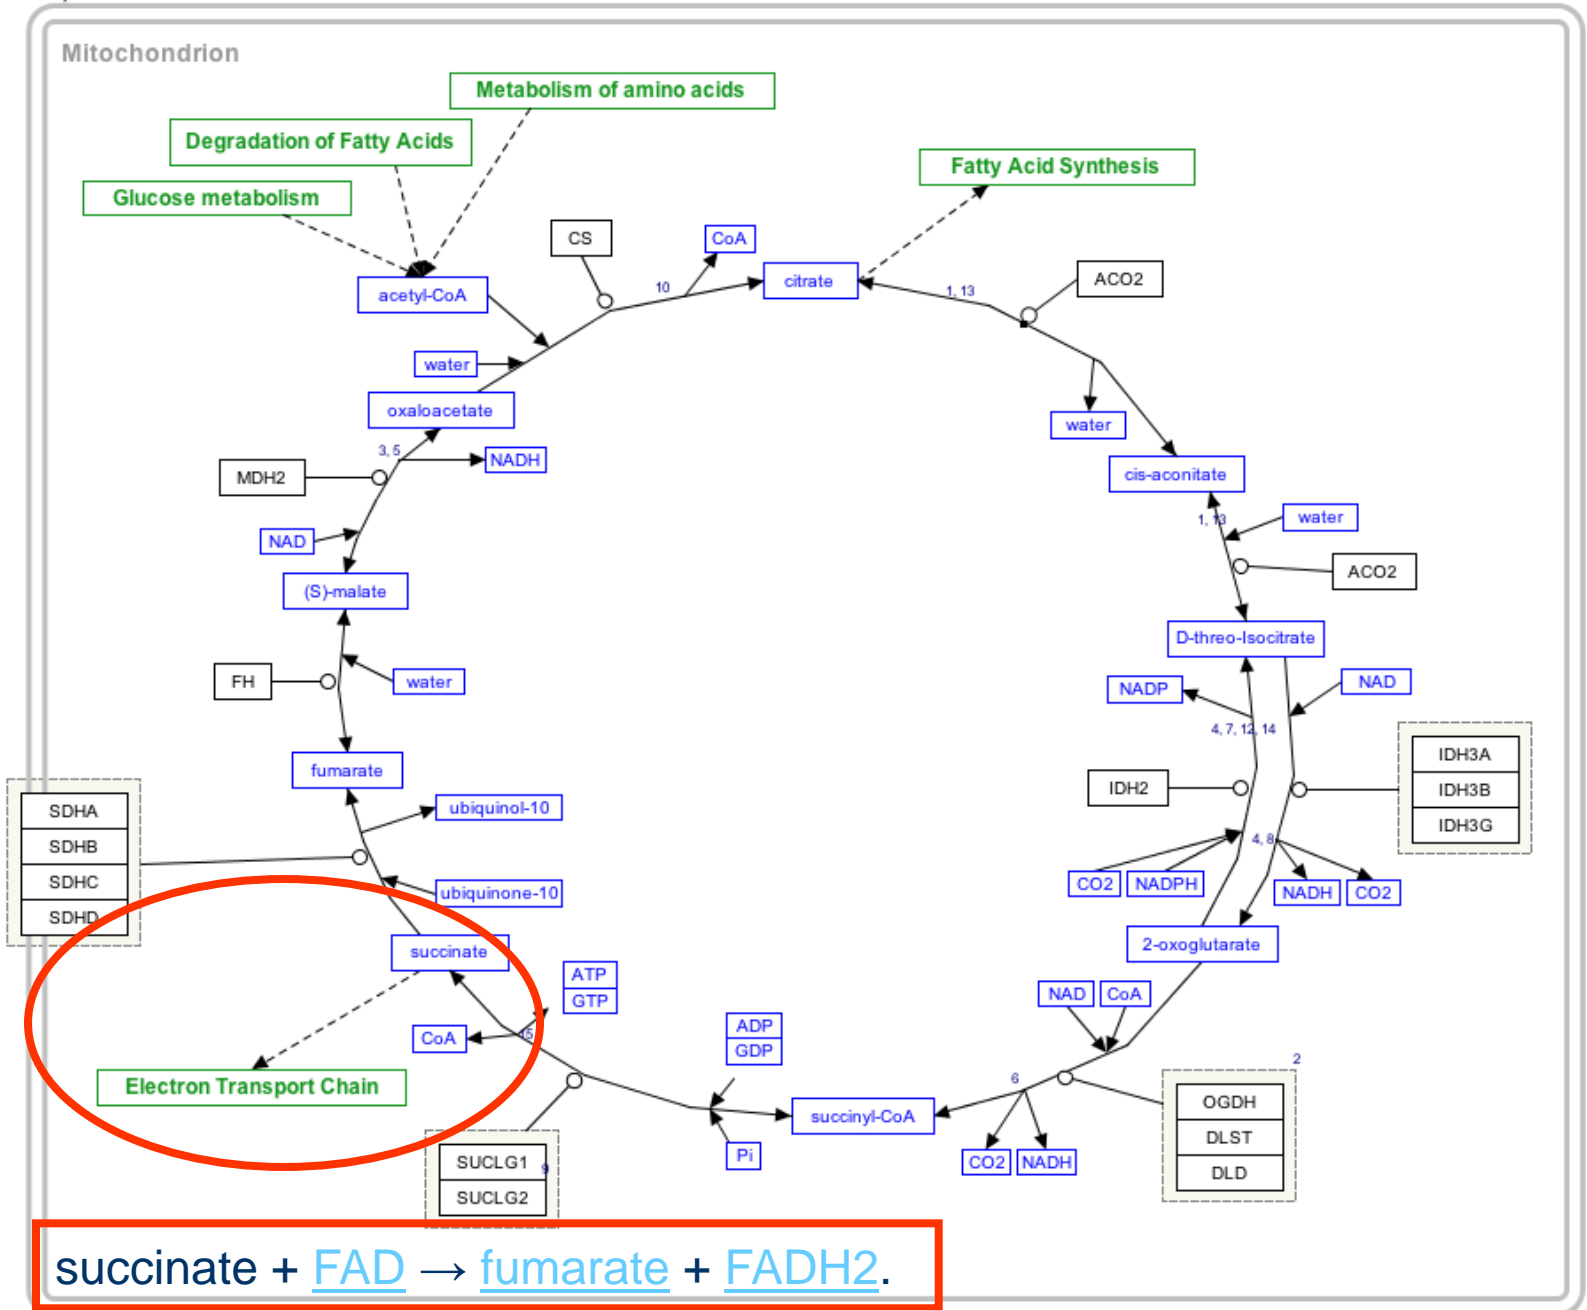 Mitochondrion
Metabolism of amino acids
Degradation of Fatty Acids
Glucose metabolism
Fatty Acid Synthesis
CS
CoA
acetyl-CoA
10
citrate
1, 13
ACO2
water
oxaloacetate
water
3, 5
NADH
MDH2
cis-aconitate
NAD
1, 13
water
ACO2
(S)-malate
D-threo-Isocitrate
FH
water
NADP
NAD
4, 7, 12, 14
fumarate
IDH2
IDH3A
IDH3B
IDH3G
SDHA
SDHB
SDHC
SDHD
ubiquinol-10
4, 8
CO2
NADPH
NADH
CO2
ubiquinone-10
succinate
2-oxoglutarate
ATP
GTP
NAD
CoA
CoA
15
ADP
GDP
Electron Transport Chain
6
2
succinyl-CoA
OGDH
DLST
DLD
Pi
CO2
NADH
SUCLG1
9
SUCLG2
succinate + FAD → fumarate + FADH2.